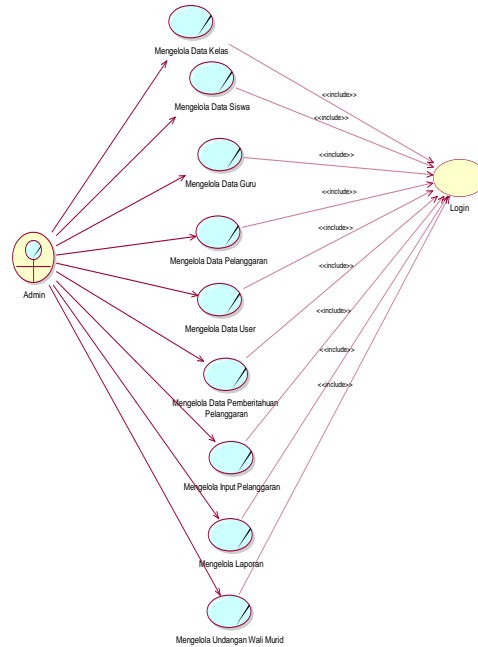 Mengelola Data Kelas
<<include>>
Mengelola Data Siswa
<<include>>
<<include>>
Mengelola Data Guru
<<include>>
Login
Mengelola Data Pelanggaran
<<include>>
Admin
<<include>>
Mengelola Data User
<<include>>
<<include>>
Mengelola Data Pemberitahuan
Pelanggaran
<<include>>
Mengelola Input Pelanggaran
Mengelola Laporan
Mengelola Undangan Wali Murid